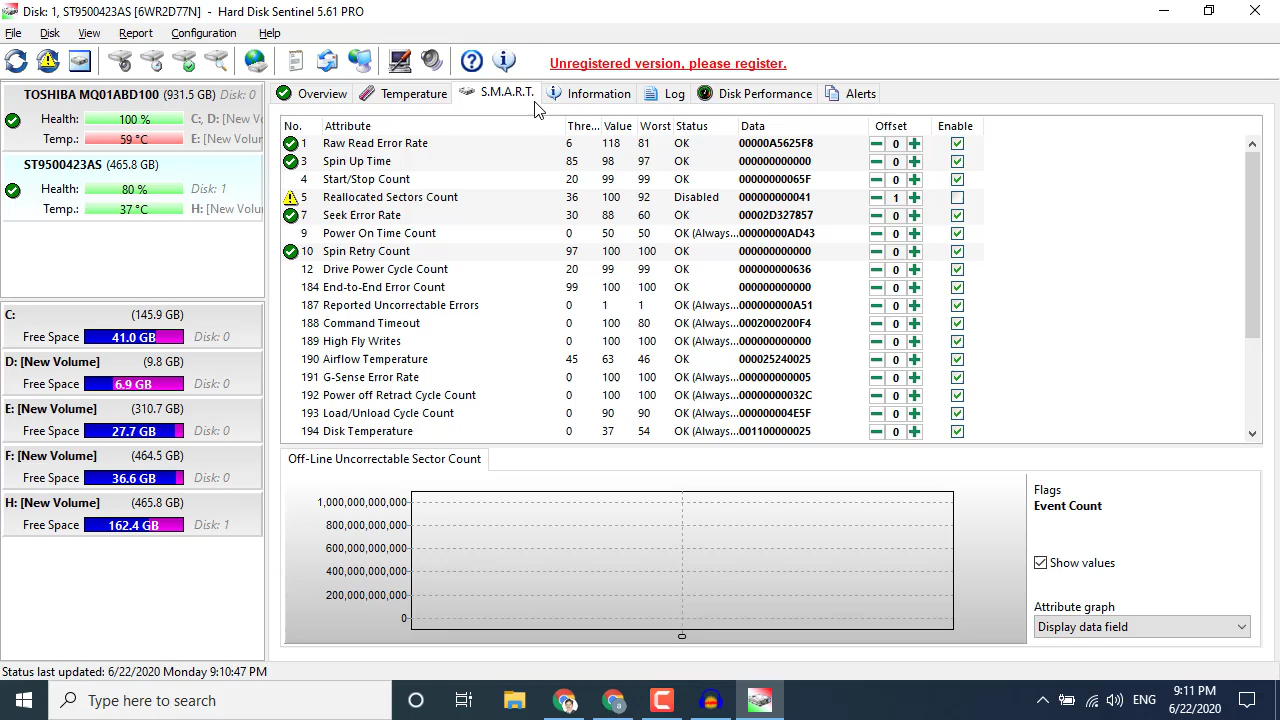 Disk: 1, ST9500423AS [6WR2D77N] - Hard Disk Sentinel 5.61 PRO
File Disk View Report Configuration Help
Unregistered version, please register.
TOSHIBA MQ01ABD100 (931.5 GB) Disk: 0
Health: 100 % C:, D: [New Vo
Temp.: 59 °C E: [New Volum
ST9500423AS (465.8 GB)
Health: 80 % Disk: 1
Temp.: 37 °C H: [New Volum
C: (145.9 GB)
Free Space 41.0 GB Disk: 0
D: [New Volume] (9.8 GB)
Free Space 6.9 GB Disk: 0
E: [New Volume] (310.7 GB)
Free Space 27.7 GB Disk: 0
F: [New Volume] (464.5 GB)
Free Space 36.6 GB Disk: 0
H: [New Volume] (465.8 GB)
Free Space 162.4 GB Disk: 1
Overview Temperature S.M.A.R.T. Information Log Disk Performance Alerts
No. Attribute Thre... Value Worst Status Data Offset Enable
1 Raw Read Error Rate 6 118 81 OK 00000A5625F8 0
3 Spin Up Time 85 98 97 OK 000000000000 0
4 Start/Stop Count 20 99 99 OK 00000000065F 0
5 Reallocated Sectors Count 36 100 92 Disabled 000000000041 1
7 Seek Error Rate 30 88 60 OK 00002D327857 0
9 Power On Time Count 0 50 50 OK (Always... 00000000AD43 0
10 Spin Retry Count 97 100 100 OK 000000000000 0
12 Drive Power Cycle Count 20 99 99 OK 000000000636 0
184 End-to-End Error Count 99 100 100 OK 000000000000 0
187 Reported Uncorrectable Errors 0 1 1 OK (Always... 000000000A51 0
188 Command Timeout 0 100 80 OK (Always... 0002000200F4 0
189 High Fly Writes 0 100 100 OK (Always... 000000000000 0
190 Airflow Temperature 45 63 46 OK 000025240025 0
191 G-Sense Error Rate 0 100 100 OK (Always... 000000000005 0
192 Power off Retract Cycle Count 0 100 100 OK (Always... 00000000032C 0
193 Load/Unload Cycle Count 0 90 90 OK (Always... 000000004E5F 0
194 Disk Temperature 0 37 54 OK (Always... 001100000025 0
Off-Line Uncorrectable Sector Count
1,000,000,000,000
800,000,000,000
600,000,000,000
400,000,000,000
200,000,000,000
0
0
Flags
Event Count
Show values
Attribute graph
Display data field
Status last updated: 6/22/2020 Monday 9:10:47 PM
Type here to search
ENG
9:11 PM
6/22/2020